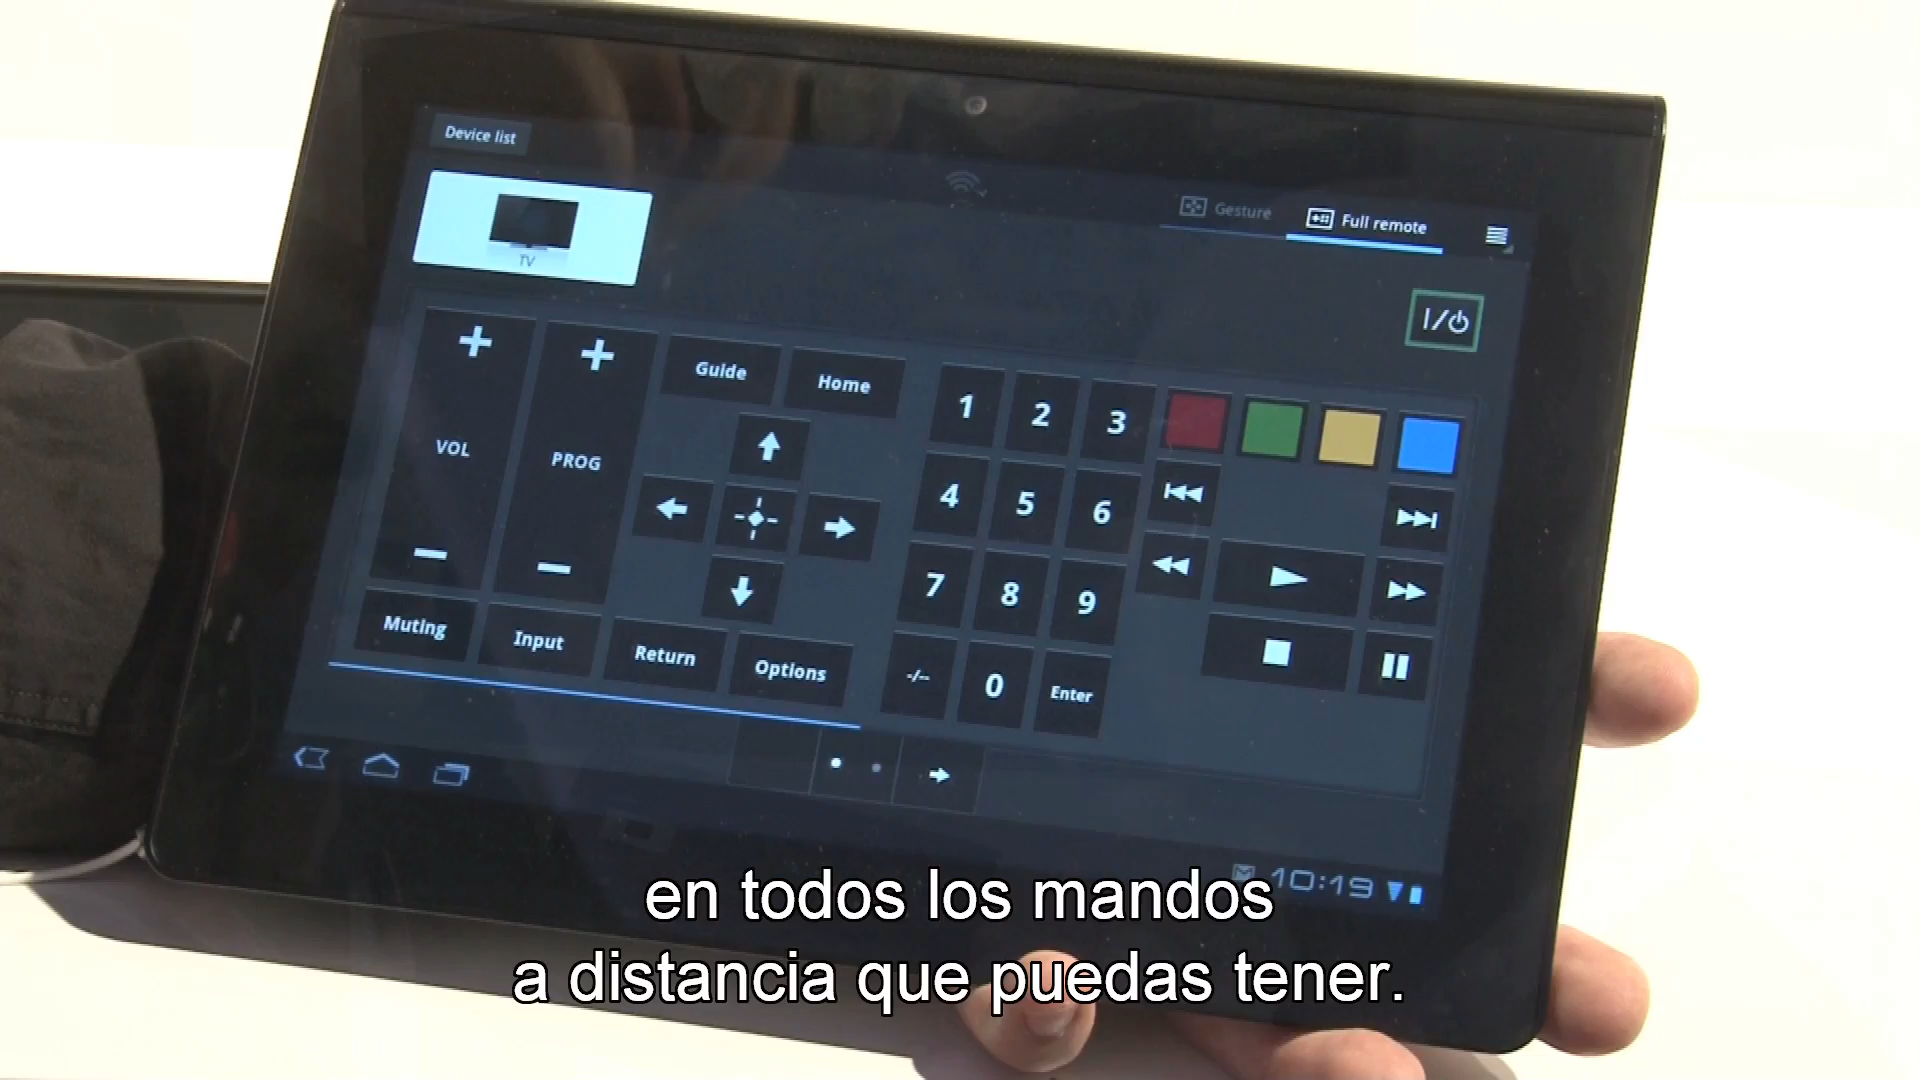 Device list
TV
Gesture
Full remote
VOL
PROG
Guide
Home
1 2 3
4 5 6
7 8 9
-/-- 0 Enter
Muting
Input
Return
Options
10:19
en todos los mandos
a distancia que puedas tener.